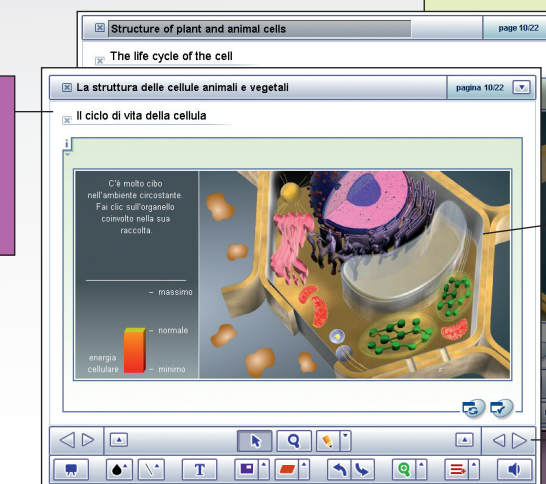 Structure of plant and animal cells
page 10/22
The life cycle of the cell
La struttura delle cellule animali e vegetali
pagina 10/22
Il ciclo di vita della cellula
i
C'è molto cibo
nell'ambiente circostante.
Fai clic sull'organello
coinvolto nella sua
raccolta.
– massimo
– normale
energia
cellulare
– minimo
T